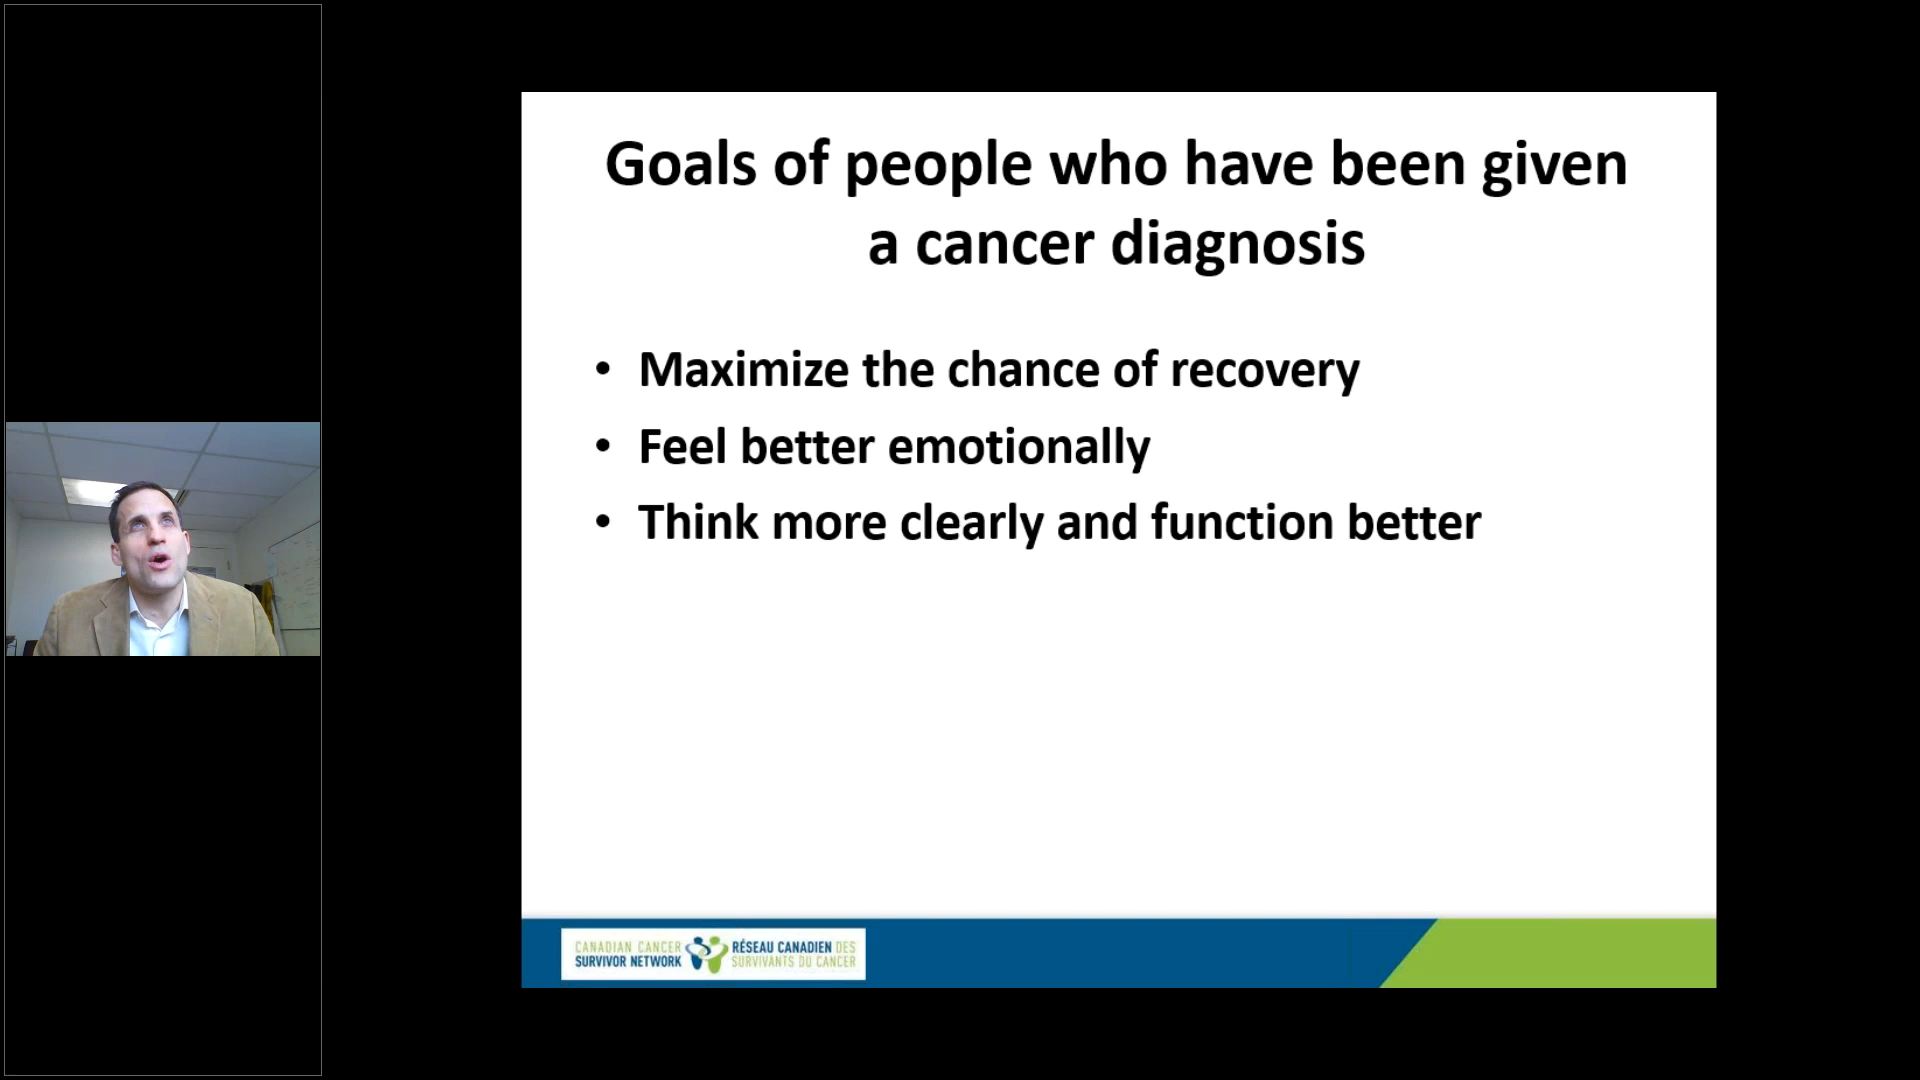 Goals of people who have been given
a cancer diagnosis
• Maximize the chance of recovery
• Feel better emotionally
• Think more clearly and function better
CANADIAN CANCER
SURVIVOR NETWORK
RÉSEAU CANADIEN DES
SURVIVANTS DU CANCER